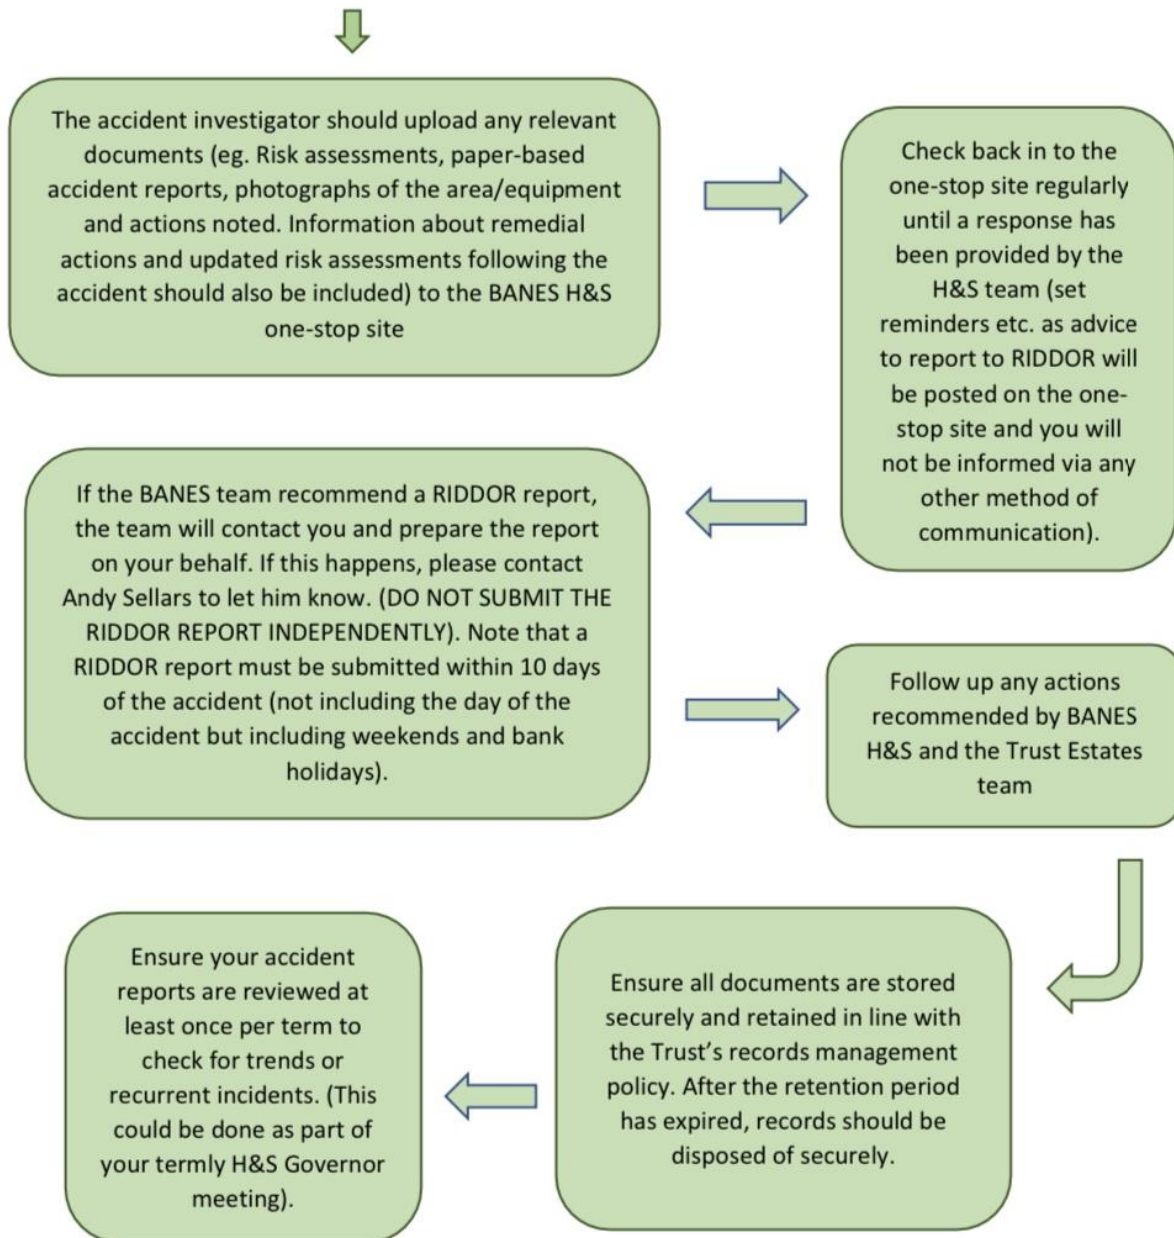 The accident investigator should upload any relevant
documents (eg. Risk assessments, paper-based
accident reports, photographs of the area/equipment
and actions noted. Information about remedial
actions and updated risk assessments following the
accident should also be included) to the BANES H&S
one-stop site
Check back in to the
one-stop site regularly
until a response has
been provided by the
H&S team (set
reminders etc. as advice
to report to RIDDOR will
be posted on the one-
stop site and you will
not be informed via any
other method of
communication).
If the BANES team recommend a RIDDOR report,
the team will contact you and prepare the report
on your behalf. If this happens, please contact
Andy Sellars to let him know. (DO NOT SUBMIT THE
RIDDOR REPORT INDEPENDENTLY). Note that a
RIDDOR report must be submitted within 10 days
of the accident (not including the day of the
accident but including weekends and bank
holidays).
Follow up any actions
recommended by BANES
H&S and the Trust Estates
team
Ensure all documents are stored
securely and retained in line with
the Trust’s records management
policy. After the retention period
has expired, records should be
disposed of securely.
Ensure your accident
reports are reviewed at
least once per term to
check for trends or
recurrent incidents. (This
could be done as part of
your termly H&S Governor
meeting).